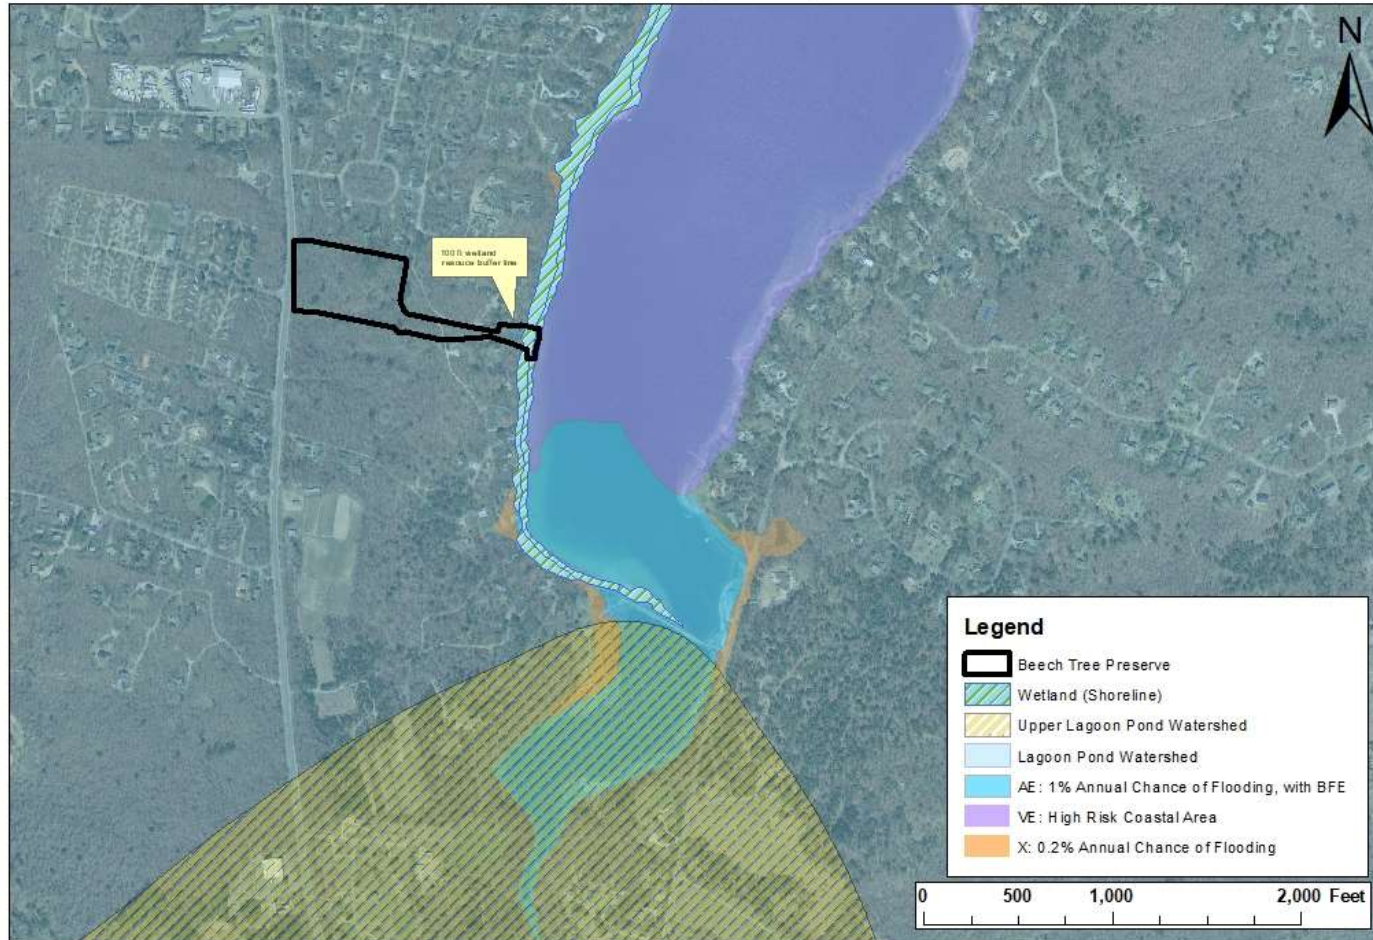 N
100 ft wetland
resouce buffer line
Legend
Beech Tree Preserve
Wetland (Shoreline)
Upper Lagoon Pond Watershed
Lagoon Pond Watershed
AE: 1% Annual Chance of Flooding, with BFE
VE: High Risk Coastal Area
X: 0.2% Annual Chance of Flooding
0 500 1,000 2,000 Feet